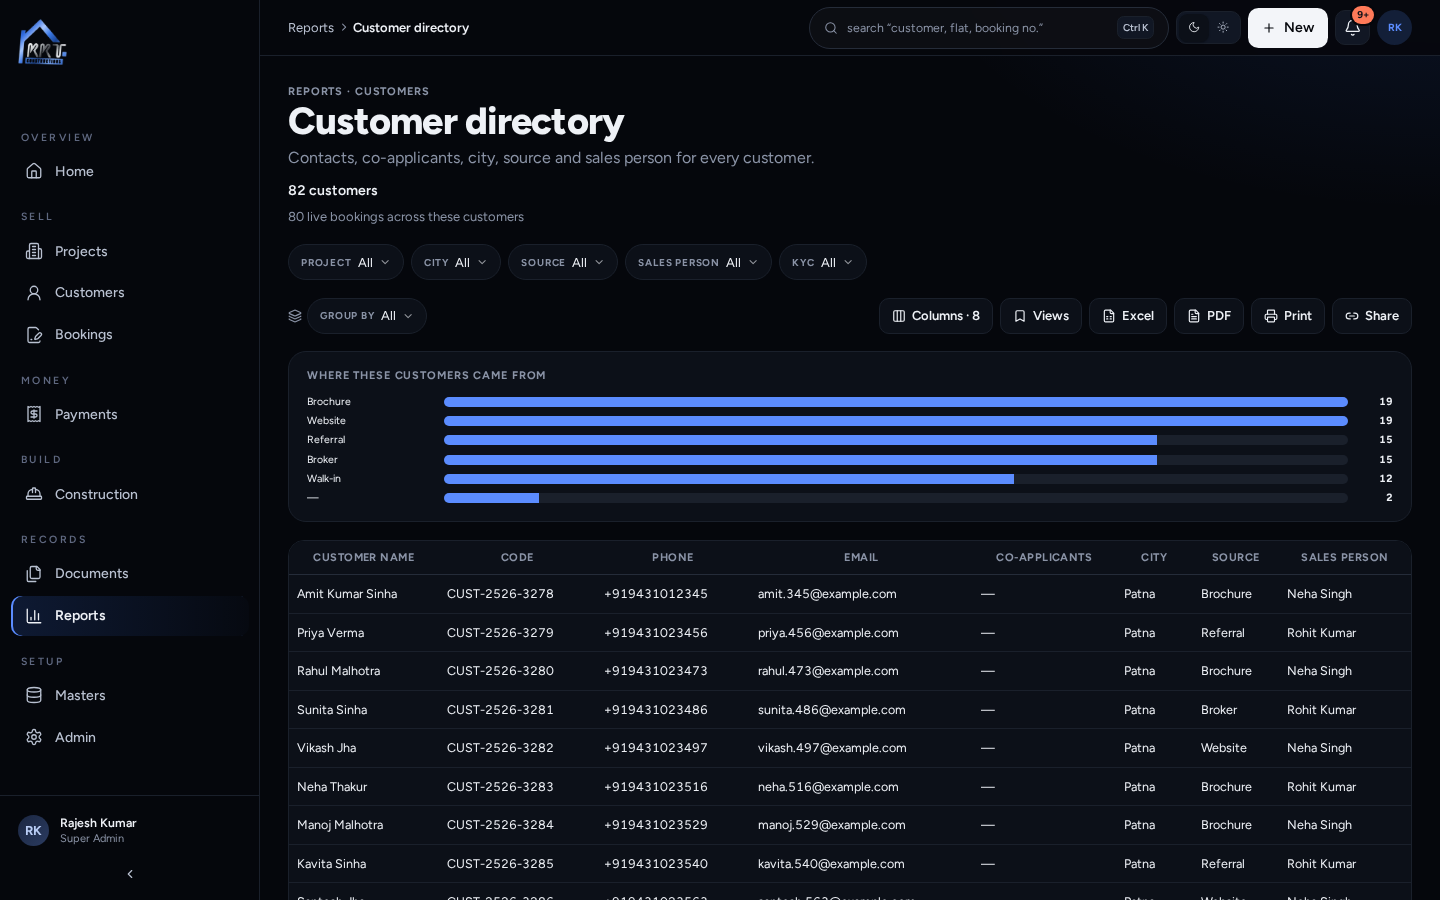 Reports > Customer directory
search “customer, flat, booking no.”
Ctrl K
New
9+
RK
OVERVIEW
Home
SELL
Projects
Customers
Bookings
MONEY
Payments
BUILD
Construction
RECORDS
Documents
Reports
SETUP
Masters
Admin
RK
Rajesh Kumar
Super Admin
REPORTS · CUSTOMERS
Customer directory
Contacts, co-applicants, city, source and sales person for every customer.
82 customers
80 live bookings across these customers
PROJECT All
CITY All
SOURCE All
SALES PERSON All
KYC All
GROUP BY All
Columns · 8
Views
Excel
PDF
Print
Share
WHERE THESE CUSTOMERS CAME FROM
Brochure 19
Website 19
Referral 15
Broker 15
Walk-in 12
— 2
CUSTOMER NAME CODE PHONE EMAIL CO-APPLICANTS CITY SOURCE SALES PERSON
Amit Kumar Sinha CUST-2526-3278 +919431012345 amit.345@example.com — Patna Brochure Neha Singh
Priya Verma CUST-2526-3279 +919431023456 priya.456@example.com — Patna Referral Rohit Kumar
Rahul Malhotra CUST-2526-3280 +919431023473 rahul.473@example.com — Patna Brochure Neha Singh
Sunita Sinha CUST-2526-3281 +919431023486 sunita.486@example.com — Patna Broker Rohit Kumar
Vikash Jha CUST-2526-3282 +919431023497 vikash.497@example.com — Patna Website Neha Singh
Neha Thakur CUST-2526-3283 +919431023516 neha.516@example.com — Patna Brochure Rohit Kumar
Manoj Malhotra CUST-2526-3284 +919431023529 manoj.529@example.com — Patna Brochure Neha Singh
Kavita Sinha CUST-2526-3285 +919431023540 kavita.540@example.com — Patna Referral Rohit Kumar